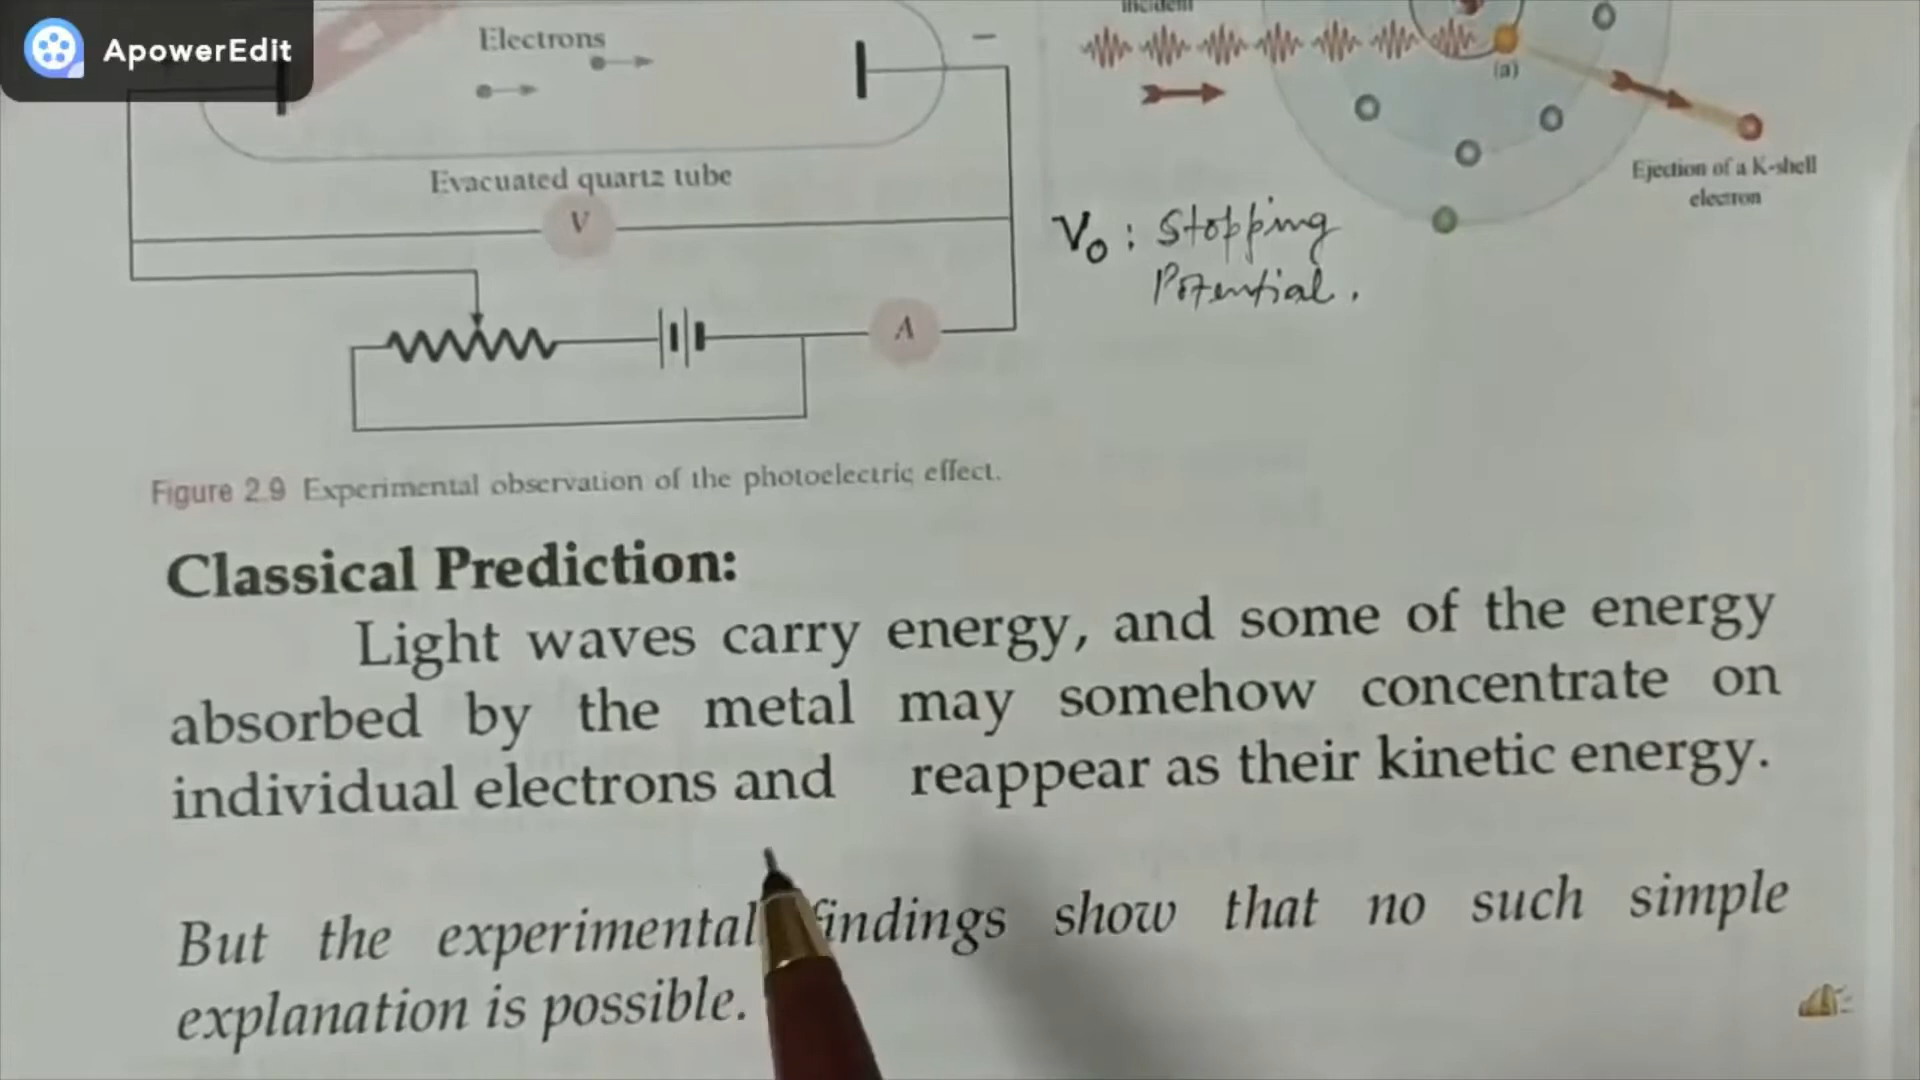 ApowerEdit
Electrons
−
Evacuated quartz tube
V
A
incident
(a)
Ejection of a K-shell
electron
V₀ : Stopping
Potential.
Figure 2.9 Experimental observation of the photoelectric effect.
Classical Prediction:
Light waves carry energy, and some of the energy
absorbed by the metal may somehow concentrate on
individual electrons and reappear as their kinetic energy.
But the experimental findings show that no such simple
explanation is possible.